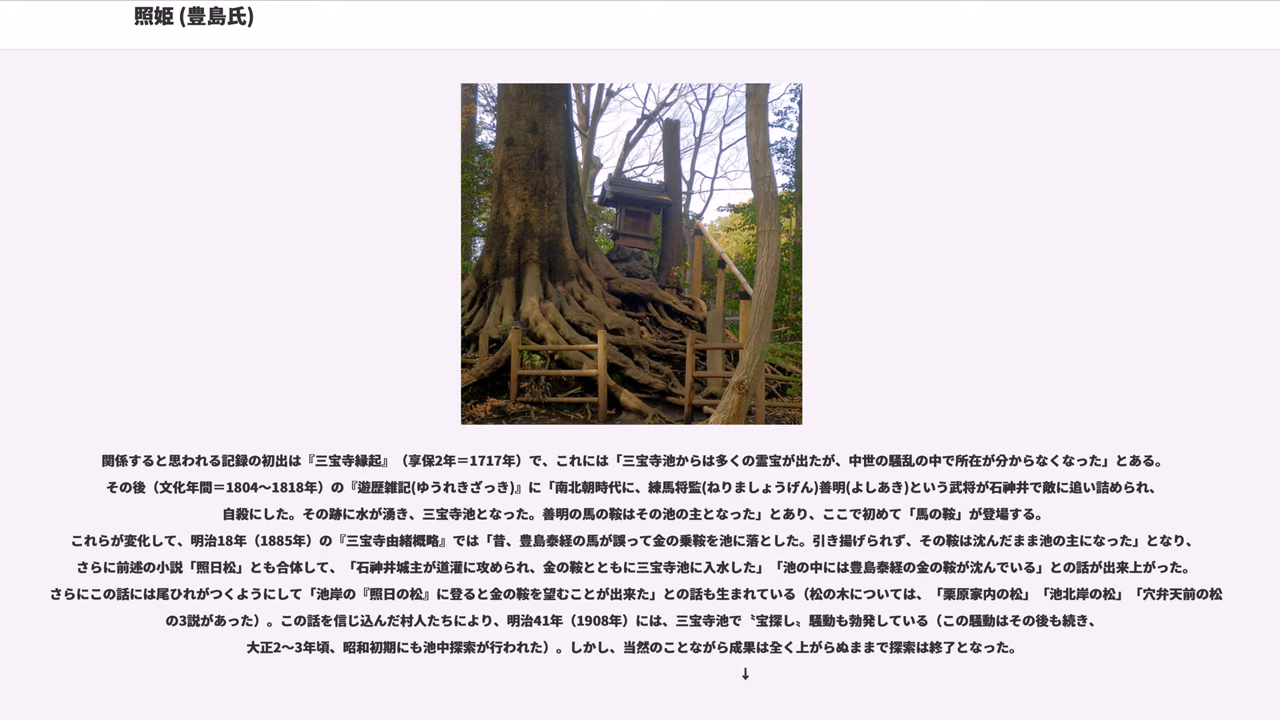 照姫 (豊島氏)
関係すると思われる記録の初出は『三宝寺縁起』（享保2年＝1717年）で、これには「三宝寺池からは多くの霊宝が出たが、中世の騒乱の中で所在が分からなくなった」とある。
その後（文化年間＝1804〜1818年）の『遊歴雑記(ゆうれきざっき)』に「南北朝時代に、練馬将監(ねりましょうげん)善明(よしあき)という武将が石神井で敵に追い詰められ、
自殺にした。その跡に水が湧き、三宝寺池となった。善明の馬の鞍はその池の主となった」とあり、ここで初めて「馬の鞍」が登場する。
これらが変化して、明治18年（1885年）の『三宝寺由緒概略』では「昔、豊島泰経の馬が誤って金の乗鞍を池に落とした。引き揚げられず、その鞍は沈んだまま池の主になった」となり、
さらに前述の小説「照日松」とも合体して、「石神井城主が道灌に攻められ、金の鞍とともに三宝寺池に入水した」「池の中には豊島泰経の金の鞍が沈んでいる」との話が出来上がった。
さらにこの話には尾ひれがつくようにして「池岸の『照日の松』に登ると金の鞍を望むことが出来た」との話も生まれている（松の木については、「栗原家内の松」「池北岸の松」「穴弁天前の松
の3説があった）。この話を信じ込んだ村人たちにより、明治41年（1908年）には、三宝寺池で〝宝探し〟騒動も勃発している（この騒動はその後も続き、
大正2〜3年頃、昭和初期にも池中探索が行われた）。しかし、当然のことながら成果は全く上がらぬままで探索は終了となった。
↓